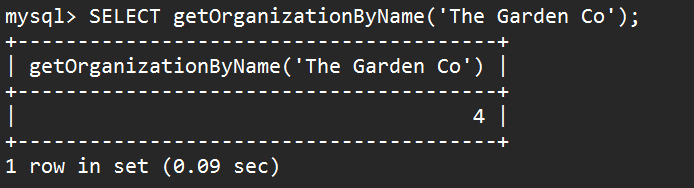 mysql> SELECT getOrganizationByName('The Garden Co');
+----------------------------------------+
| getOrganizationByName('The Garden Co') |
+----------------------------------------+
|                                      4 |
+----------------------------------------+
1 row in set (0.09 sec)